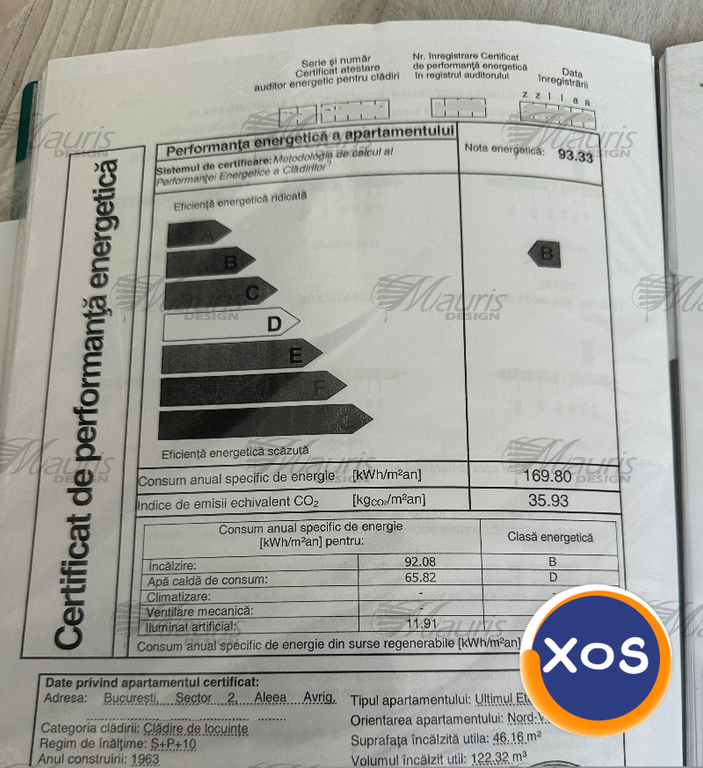 Serie și număr
Certificat atestare
auditor energetic pentru clădiri
Nr. înregistrare Certificat
de performanță energetică
în registrul auditorului
Data
înregistrării
z z l l a a
Certificat de performanță energetică
Performanța energetică a apartamentului
Sistemul de certificare: Metodologia de calcul al
Performanței Energetice a Clădirilor*)
Nota energetică: 93.33
Eficiență energetică ridicată
A
B
B
C
D
E
F
Eficiență energetică scăzută
Consum anual specific de energie [kWh/m²an] 169.80
Indice de emisii echivalent CO₂ [kgCO₂/m²an] 35.93
Consum anual specific de energie
[kWh/m²an] pentru:
Clasă energetică
Încălzire: 92.08 B
Apă caldă de consum: 65.82 D
Climatizare: - -
Ventilare mecanică: -
Iluminat artificial: 11.91
Consum anual specific de energie din surse regenerabile [kWh/m²an]
Date privind apartamentul certificat:
Adresa: București, Sector 2, Aleea Avrig,
Categoria clădirii: Clădire de locuințe
Regim de înălțime: S+P+10
Anul construirii: 1963
Tipul apartamentului: Ultimul
Orientarea apartamentului: Nord-
Suprafața încălzită utila: 46.16 m²
Volumul încălzit util: 122.32 m³
Mauris
DESIGN
XOS